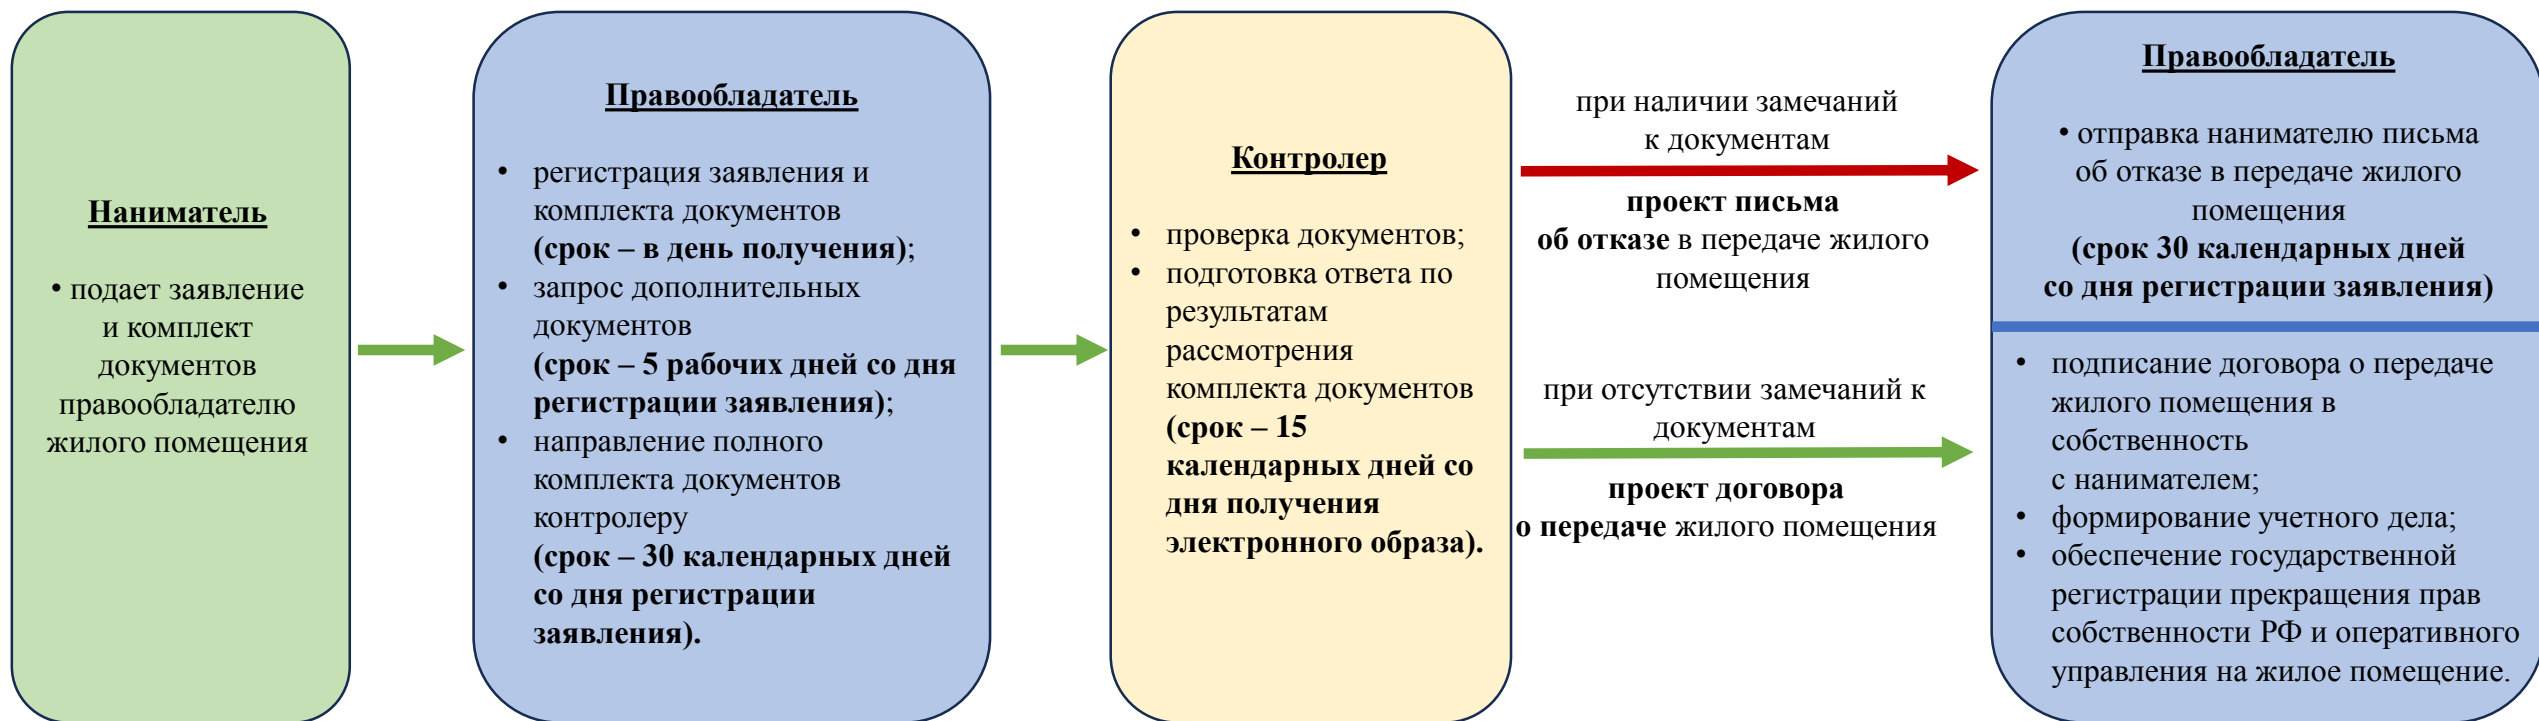 Наниматель
• подает заявление
и комплект
документов
правообладателю
жилого помещения
Правообладатель
• регистрация заявления и
комплекта документов
(срок – в день получения);
• запрос дополнительных
документов
(срок – 5 рабочих дней со дня
регистрации заявления);
• направление полного
комплекта документов
контролеру
(срок – 30 календарных дней
со дня регистрации
заявления).
Контролер
• проверка документов;
• подготовка ответа по
результатам
рассмотрения
комплекта документов
(срок – 15
календарных дней со
дня получения
электронного образа).
при наличии замечаний
к документам
проект письма
об отказе в передаче жилого
помещения
при отсутствии замечаний к
документам
проект договора
о передаче жилого помещения
Правообладатель
• отправка нанимателю письма
об отказе в передаче жилого
помещения
(срок 30 календарных дней
со дня регистрации заявления)
• подписание договора о передаче
жилого помещения в
собственность
с нанимателем;
• формирование учетного дела;
• обеспечение государственной
регистрации прекращения прав
собственности РФ и оперативного
управления на жилое помещение.